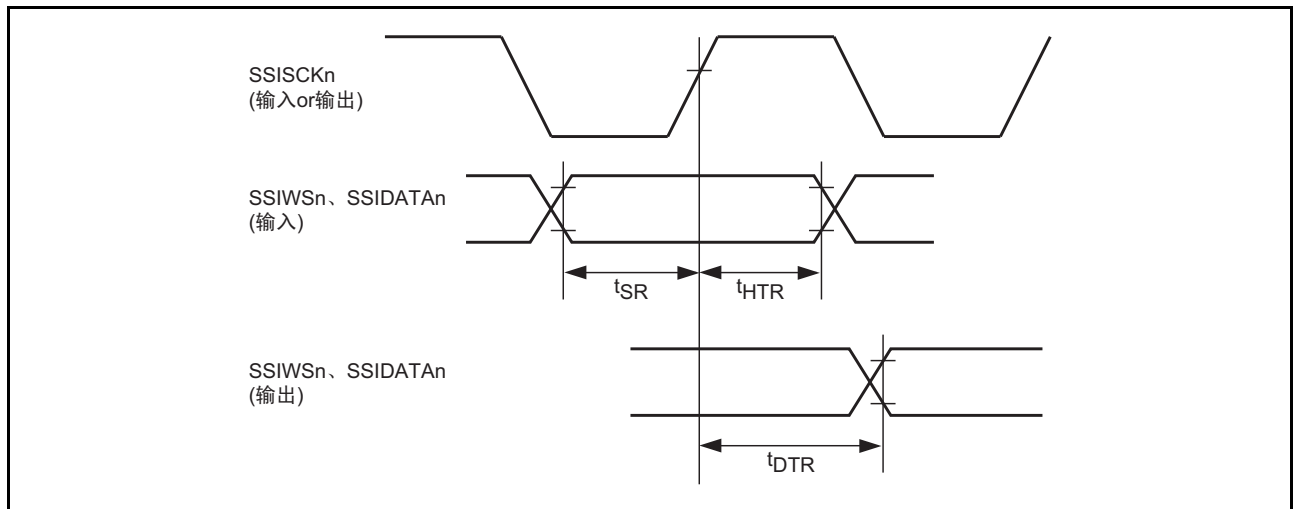 SSISCKn
(输入or输出)
SSIWSn、SSIDATAn
(输入)
tSR
tHTR
SSIWSn、SSIDATAn
(输出)
tDTR